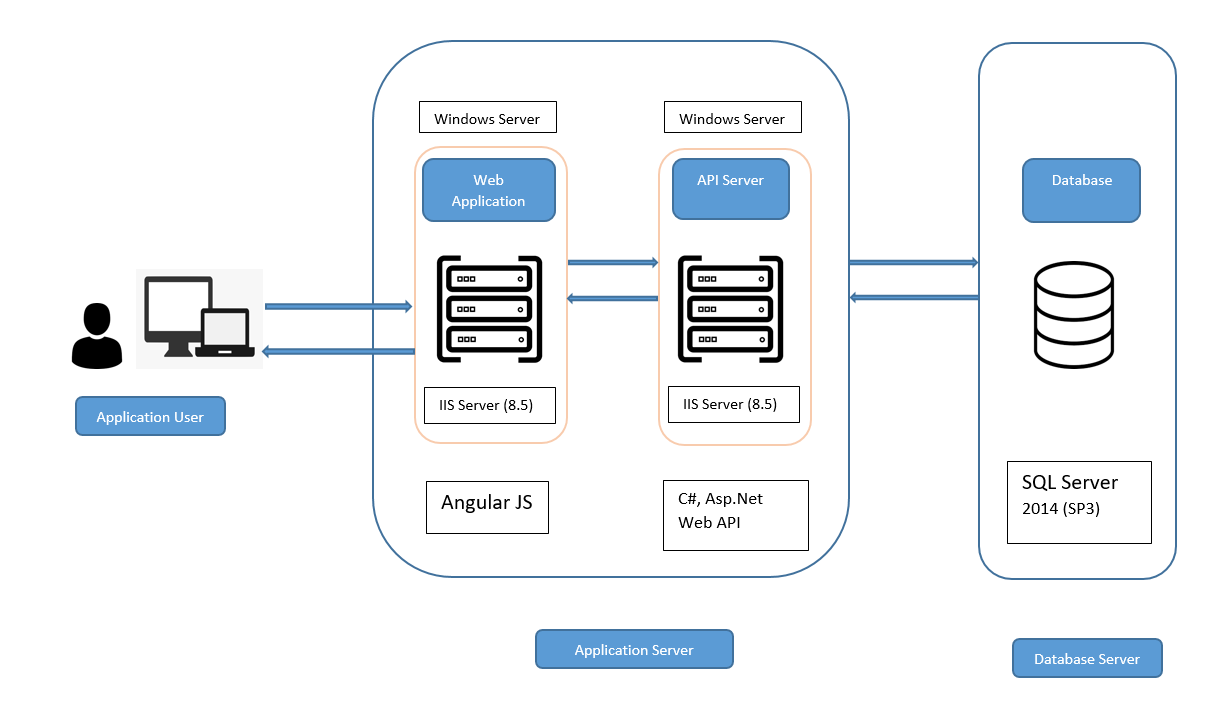 Windows Server
Windows Server
Web
Application
API Server
Database
IIS Server (8.5)
IIS Server (8.5)
Application User
Angular JS
C#, Asp.Net
Web API
SQL Server
2014 (SP3)
Application Server
Database Server